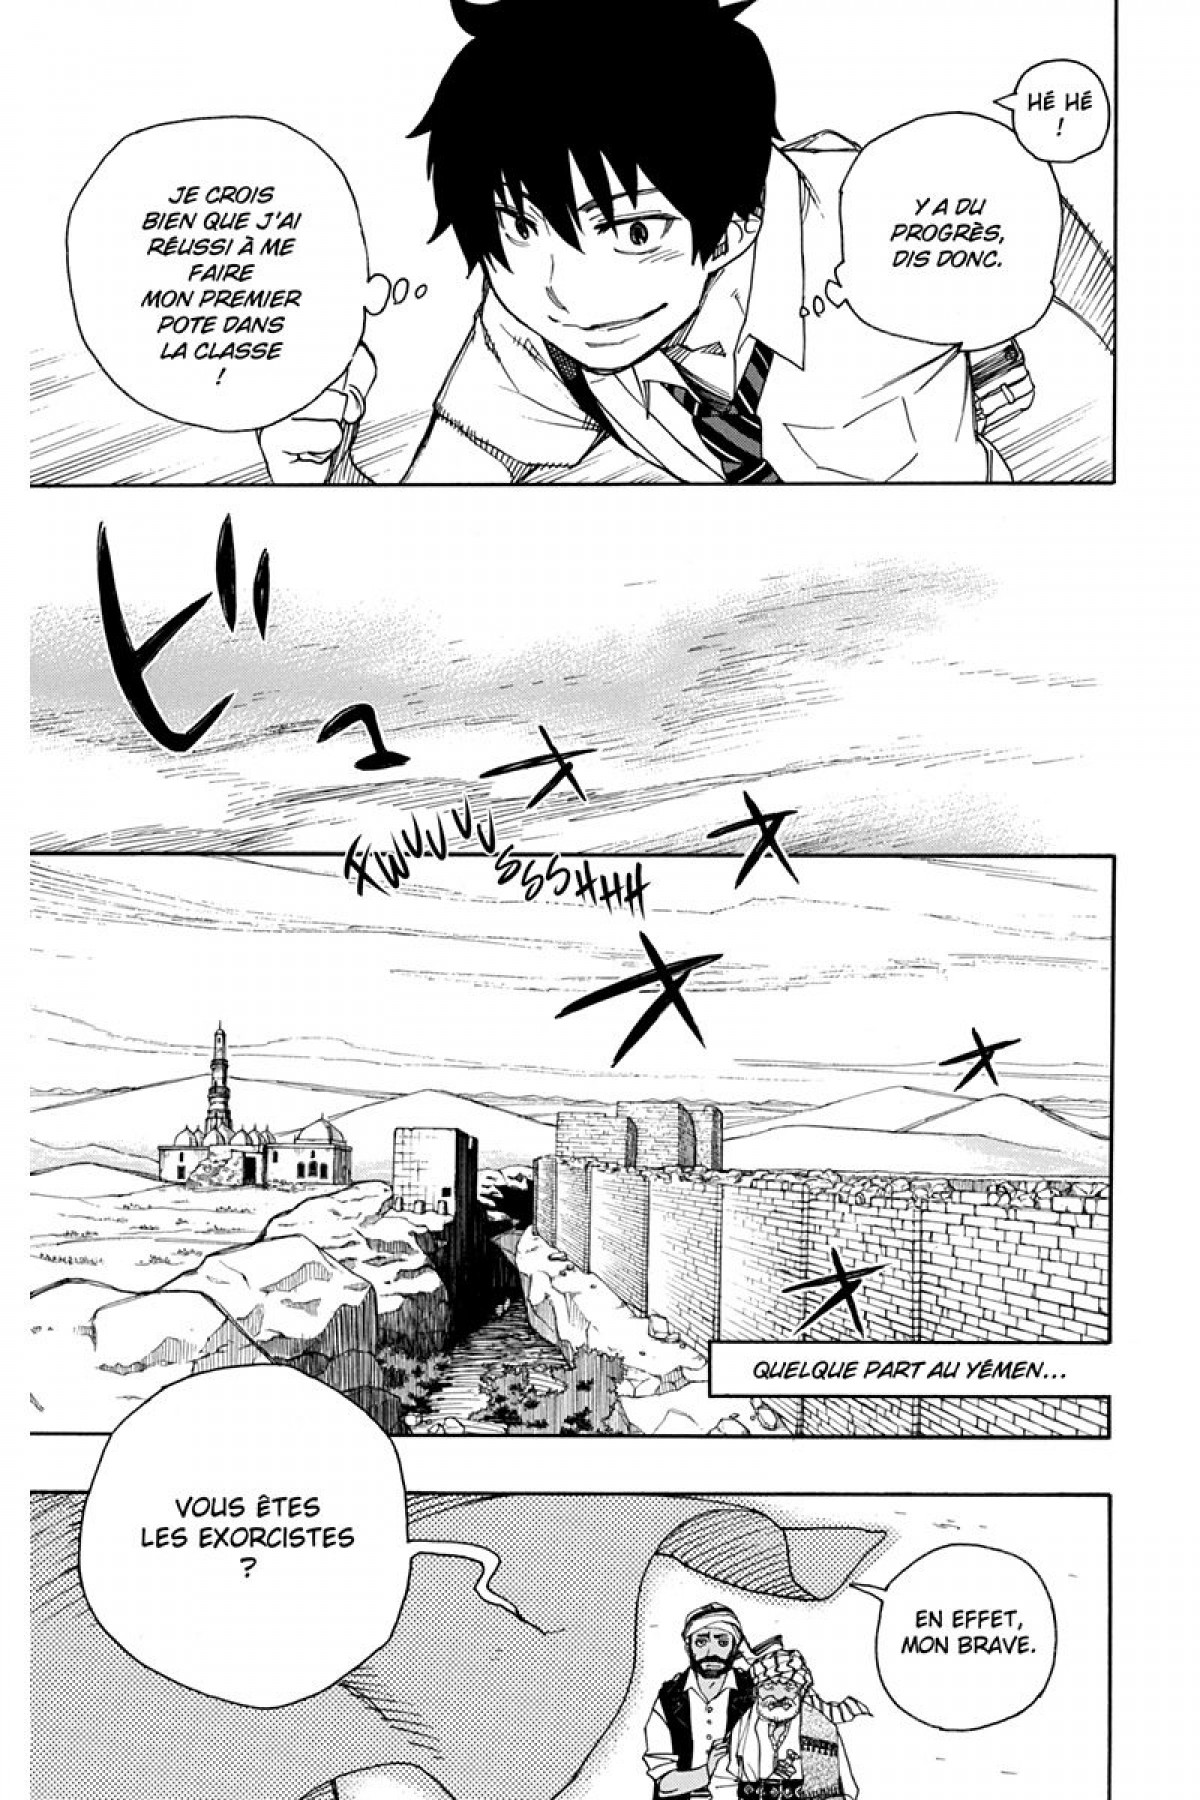 HÉ HÉ
!
Y A DU
PROGRÈS,
DIS DONC.
JE CROIS
BIEN QUE J'AI
RÉUSSI À ME
FAIRE
MON PREMIER
POTE DANS
LA CLASSE
!
ビュ
FWUUUUSSSHHH
QUELQUE PART AU YÉMEN...
VOUS ÊTES
LES EXORCISTES
?
EN EFFET,
MON BRAVE.